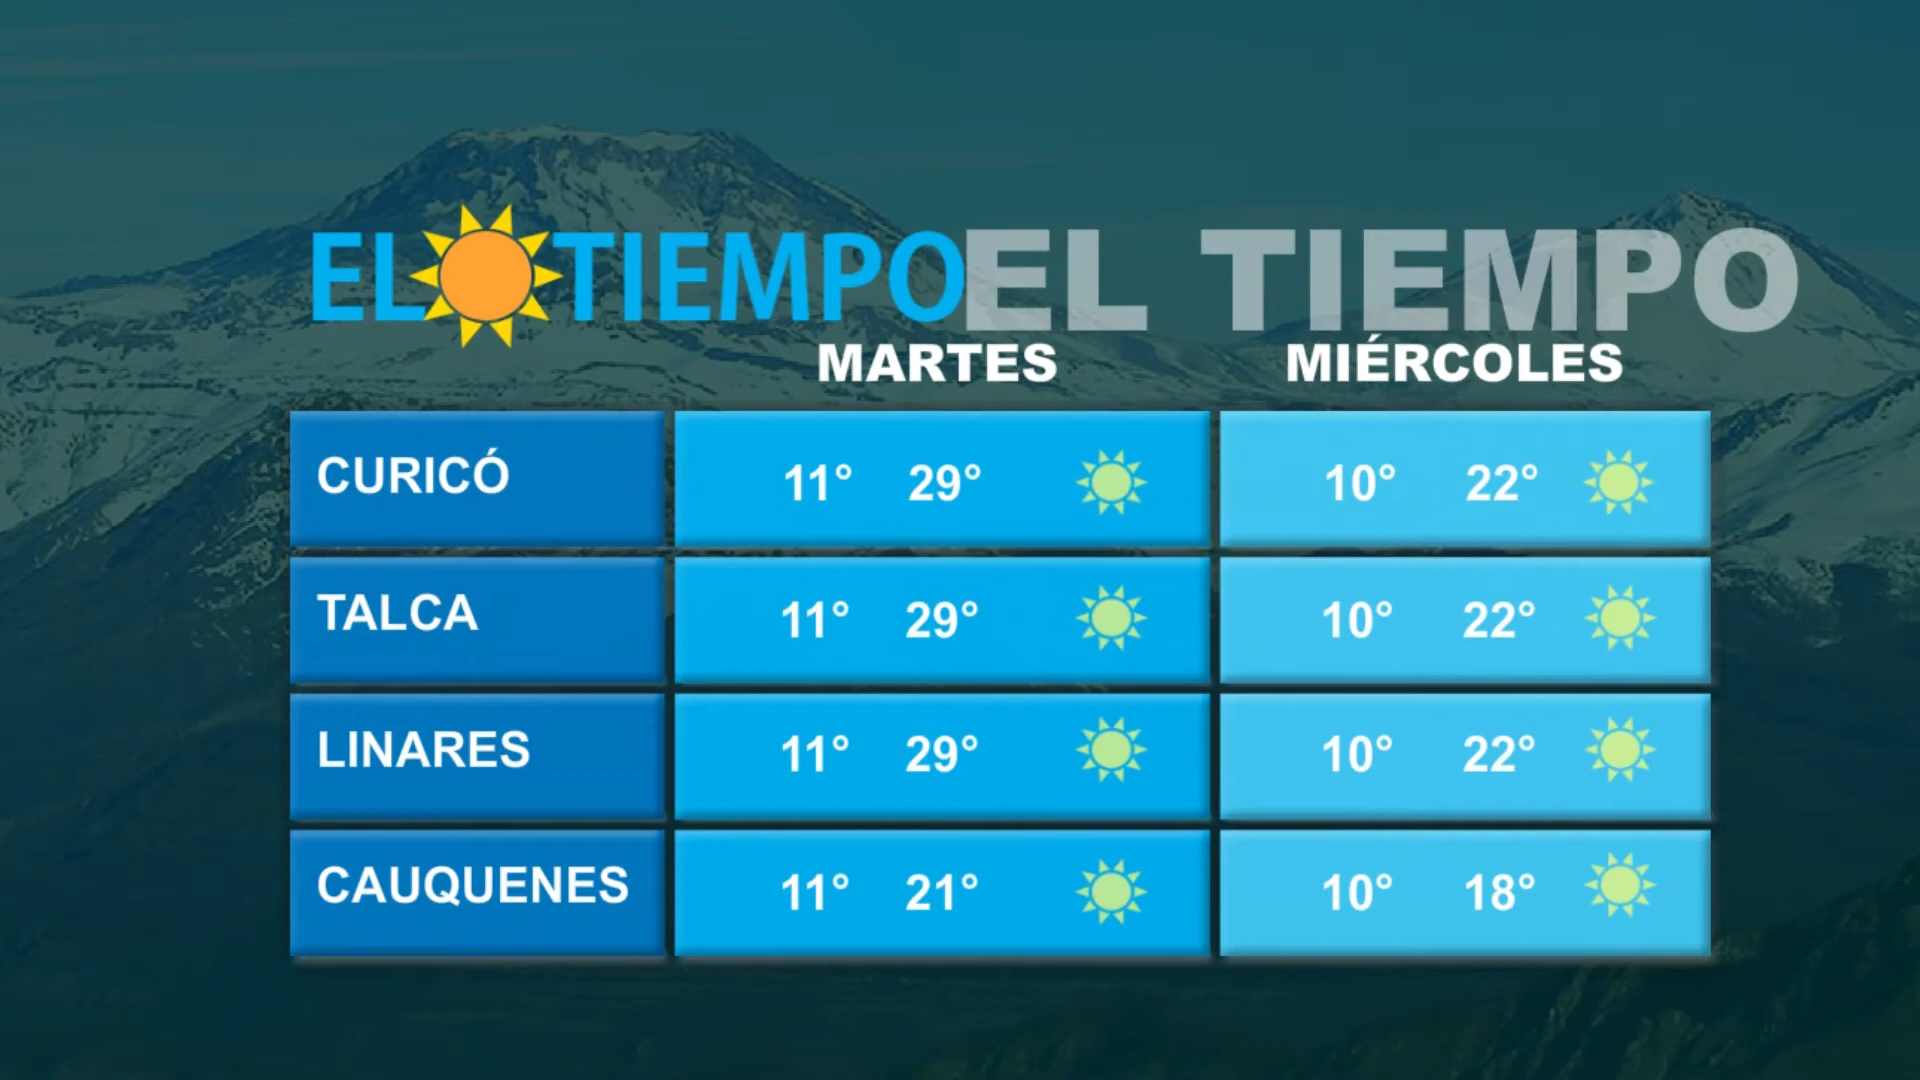 EL TIEMPO EL TIEMPO
MARTES MIÉRCOLES
CURICÓ 11° 29° 10° 22°
TALCA 11° 29° 10° 22°
LINARES 11° 29° 10° 22°
CAUQUENES 11° 21° 10° 18°